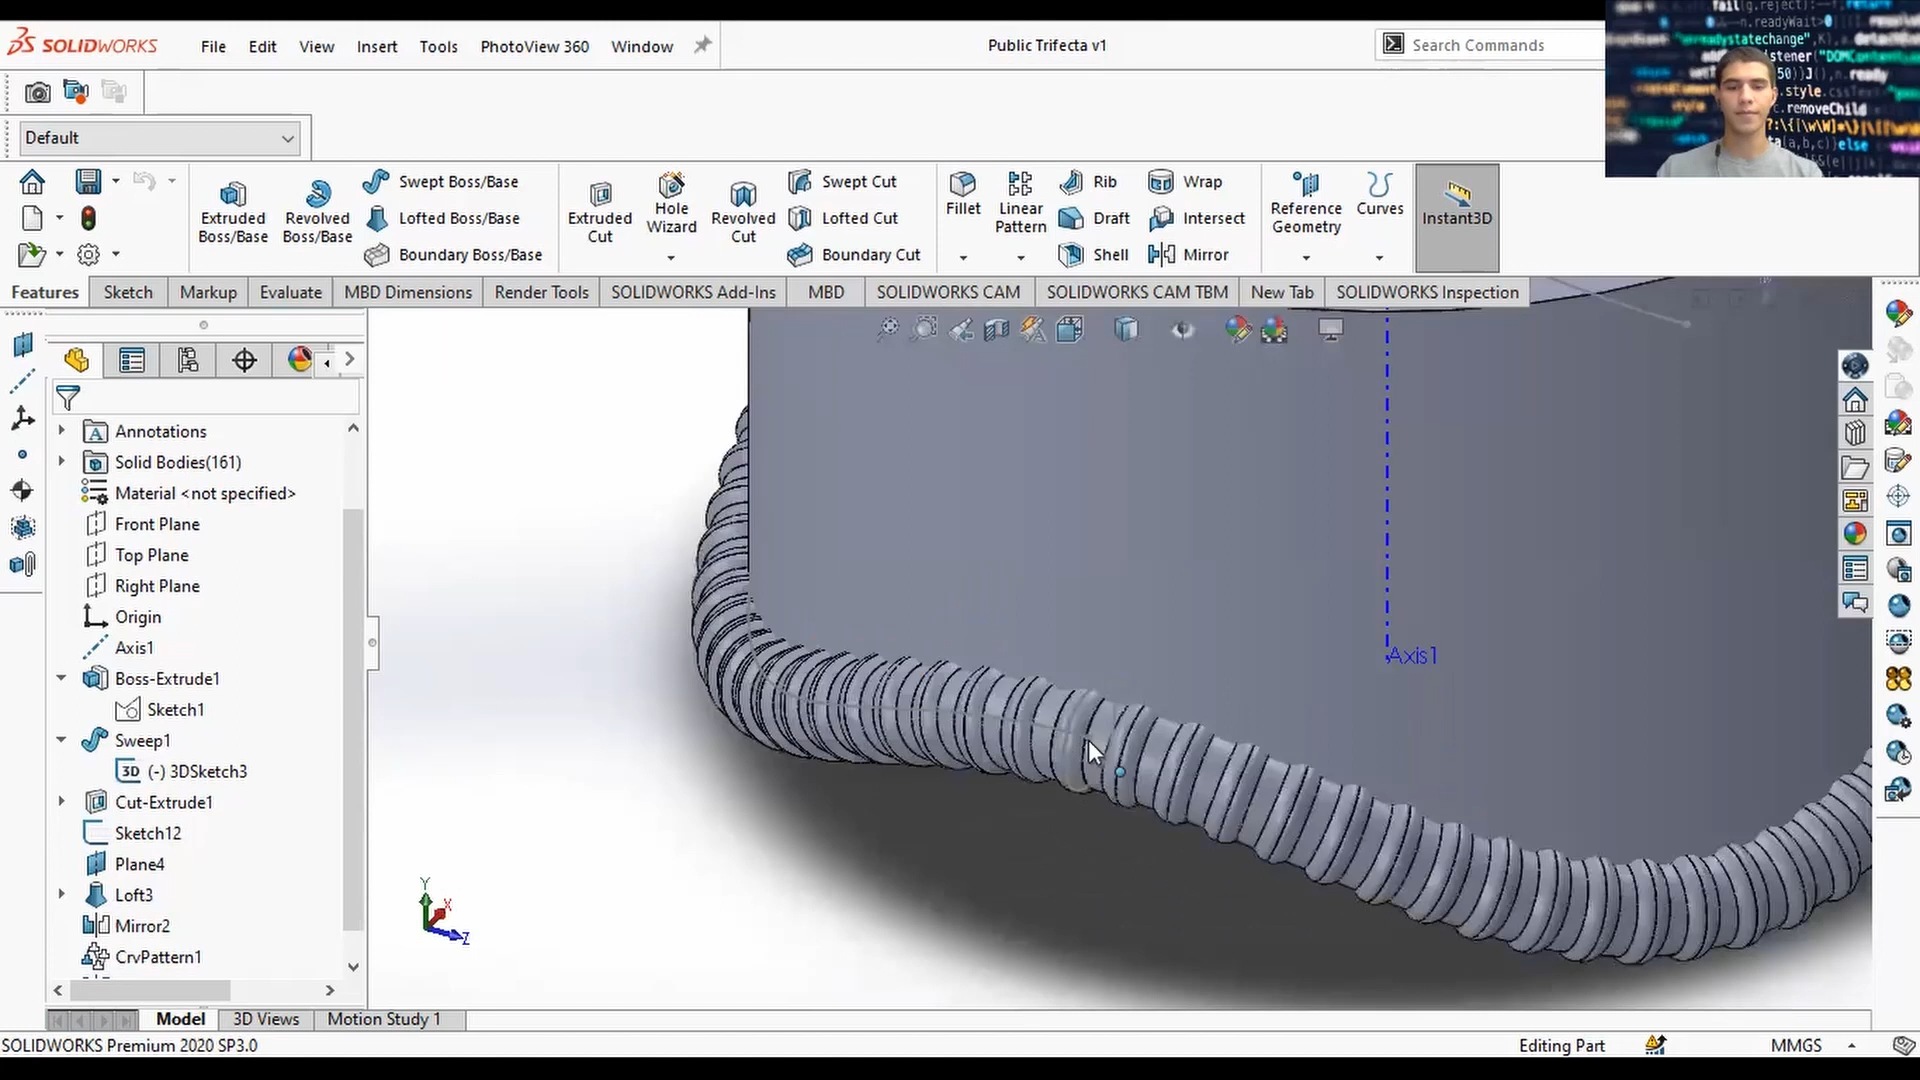 SOLIDWORKS
File Edit View Insert Tools PhotoView 360 Window
Public Trifecta v1
Search Commands
Default
Extruded Boss/Base
Revolved Boss/Base
Swept Boss/Base
Lofted Boss/Base
Boundary Boss/Base
Extruded Cut
Hole Wizard
Revolved Cut
Swept Cut
Lofted Cut
Boundary Cut
Fillet
Linear Pattern
Rib
Draft
Shell
Wrap
Intersect
Mirror
Reference Geometry
Curves
Instant3D
Features Sketch Markup Evaluate MBD Dimensions Render Tools SOLIDWORKS Add-Ins MBD SOLIDWORKS CAM SOLIDWORKS CAM TBM New Tab SOLIDWORKS Inspection
Annotations
Solid Bodies(161)
Material <not specified>
Front Plane
Top Plane
Right Plane
Origin
Axis1
Boss-Extrude1
Sketch1
Sweep1
3D (-) 3DSketch3
Cut-Extrude1
Sketch12
Plane4
Loft3
Mirror2
CrvPattern1
Axis1
Y
X
Z
Model 3D Views Motion Study 1
SOLIDWORKS Premium 2020 SP3.0
Editing Part
MMGS